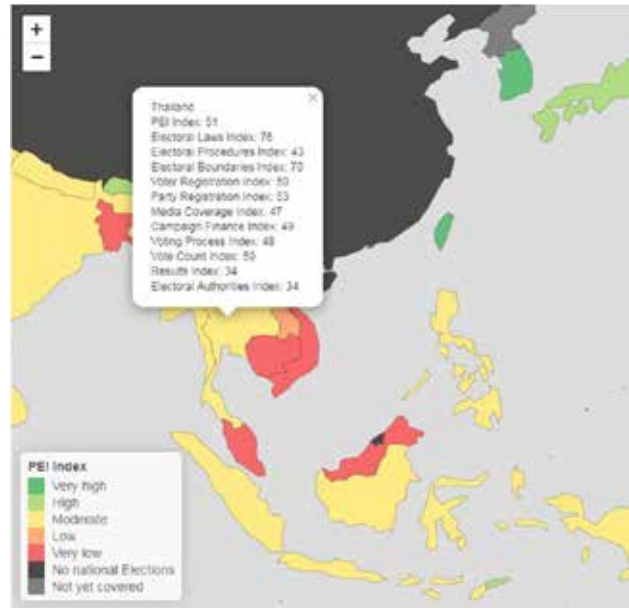 +
−
×
Thailand
PEI Index: 51
Electoral Laws Index: 76
Electoral Procedures Index: 43
Electoral Boundaries Index: 70
Voter Registration Index: 50
Party Registration Index: 53
Media Coverage Index: 47
Campaign Finance Index: 49
Voting Process Index: 48
Vote Count Index: 59
Results Index: 34
Electoral Authorities Index: 34
PEI Index
Very high
High
Moderate
Low
Very low
No national Elections
Not yet covered